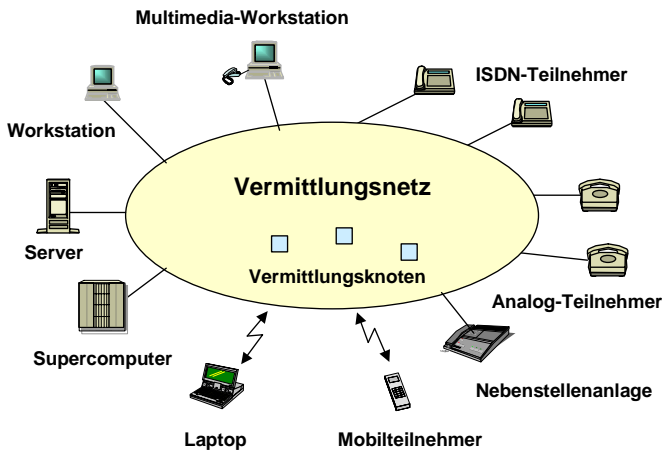 Multimedia-Workstation
ISDN-Teilnehmer
Workstation
Vermittlungsnetz
Server
Vermittlungsknoten
Analog-Teilnehmer
Supercomputer
Nebenstellenanlage
Laptop
Mobilteilnehmer